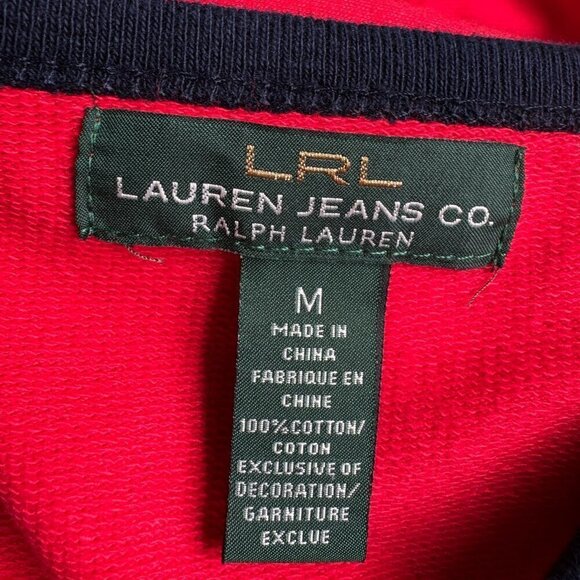 LRL
LAUREN JEANS CO.
RALPH LAUREN
M
MADE IN
CHINA
FABRIQUE EN
CHINE
100%COTTON/
COTON
EXCLUSIVE OF
DECORATION/
GARNITURE
EXCLUE